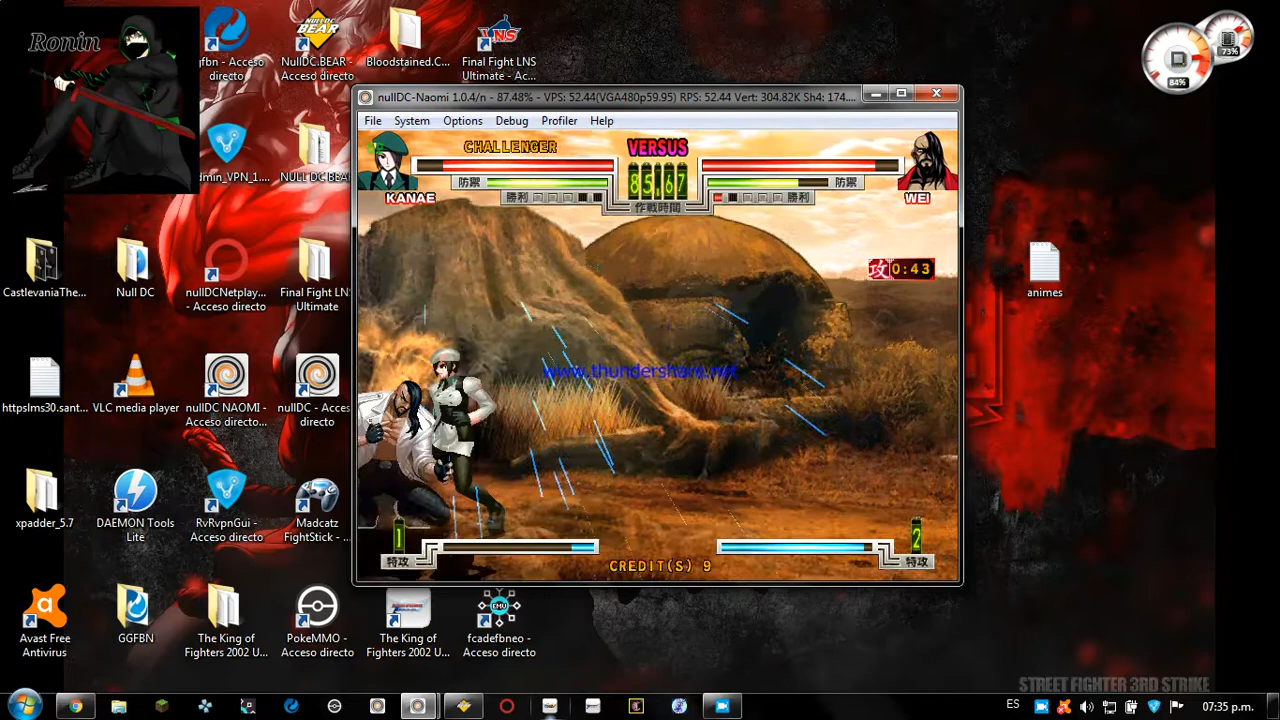 Ronin
gfbn - Acceso
directo
NullDC.BEAR -
Acceso directo
Bloodstained.C...
Final Fight LNS
Ultimate - Ac...
84%
73%
nullDC-Naomi 1.0.4/n - 87.48% - VPS: 52.44(VGA480p59.95) RPS: 52.44 Vert: 304.82K Sh4: 174....
File System Options Debug Profiler Help
CHALLENGER
VERSUS
85.67
防禦
防禦
KANAE
勝利
作戦時間
勝利
WEI
攻 0:43
www.thundershare.net
1
特攻
CREDIT(S) 9
2
特攻
dmin_VPN_1....
NULL DC BEA
CastlevaniaThe...
Null DC
nullDCNetplay...
- Acceso directo
Final Fight LN
Ultimate
animes
httpslms30.sant...
VLC media player
nullDC NAOMI -
Acceso directo...
nullDC - Acces
directo
xpadder_5.7
DAEMON Tools
Lite
RvRvpnGui -
Acceso directo
Madcatz
FightStick - ...
Avast Free
Antivirus
GGFBN
The King of
Fighters 2002 U...
PokeMMO -
Acceso directo
The King of
Fighters 2002 U...
fcadefbneo -
Acceso directo
STREET FIGHTER 3RD STRIKE
ES
07:35 p.m.